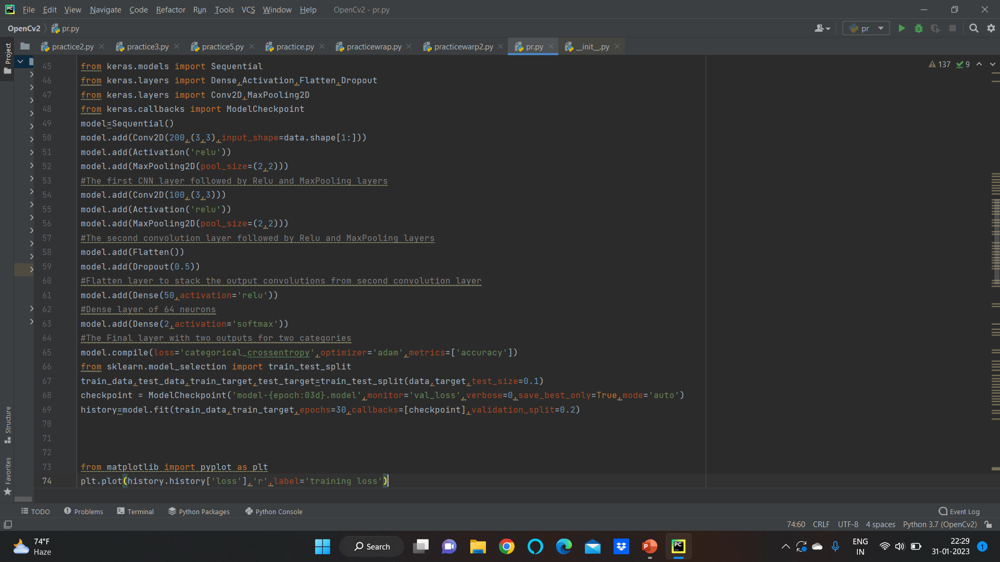 File Edit View Navigate Code Refactor Run Tools VCS Window Help OpenCv2 - pr.py
OpenCv2 pr.py pr
practice2.py practice3.py practice5.py practice.py practicewrap.py practicewarp2.py pr.py __init__.py
Project
137 9
45 from keras.models import Sequential
46 from keras.layers import Dense,Activation,Flatten,Dropout
47 from keras.layers import Conv2D,MaxPooling2D
48 from keras.callbacks import ModelCheckpoint
49 model=Sequential()
50 model.add(Conv2D(200,(3,3),input_shape=data.shape[1:]))
51 model.add(Activation('relu'))
52 model.add(MaxPooling2D(pool_size=(2,2)))
53 #The first CNN layer followed by Relu and MaxPooling layers
54 model.add(Conv2D(100,(3,3)))
55 model.add(Activation('relu'))
56 model.add(MaxPooling2D(pool_size=(2,2)))
57 #The second convolution layer followed by Relu and MaxPooling layers
58 model.add(Flatten())
59 model.add(Dropout(0.5))
60 #Flatten layer to stack the output convolutions from second convolution layer
61 model.add(Dense(50,activation='relu'))
62 #Dense layer of 64 neurons
63 model.add(Dense(2,activation='softmax'))
64 #The Final layer with two outputs for two categories
65 model.compile(loss='categorical_crossentropy',optimizer='adam',metrics=['accuracy'])
66 from sklearn.model_selection import train_test_split
67 train_data,test_data,train_target,test_target=train_test_split(data,target,test_size=0.1)
68 checkpoint = ModelCheckpoint('model-{epoch:03d}.model',monitor='val_loss',verbose=0,save_best_only=True,mode='auto')
69 history=model.fit(train_data,train_target,epochs=30,callbacks=[checkpoint],validation_split=0.2)
70
71
72
73 from matplotlib import pyplot as plt
74 plt.plot(history.history['loss'],'r',label='training loss')
Structure
Favorites
TODO Problems Terminal Python Packages Python Console Event Log
74:60 CRLF UTF-8 4 spaces Python 3.7 (OpenCv2)
74°F
Haze
Search
ENG
IN
22:29
31-01-2023
1